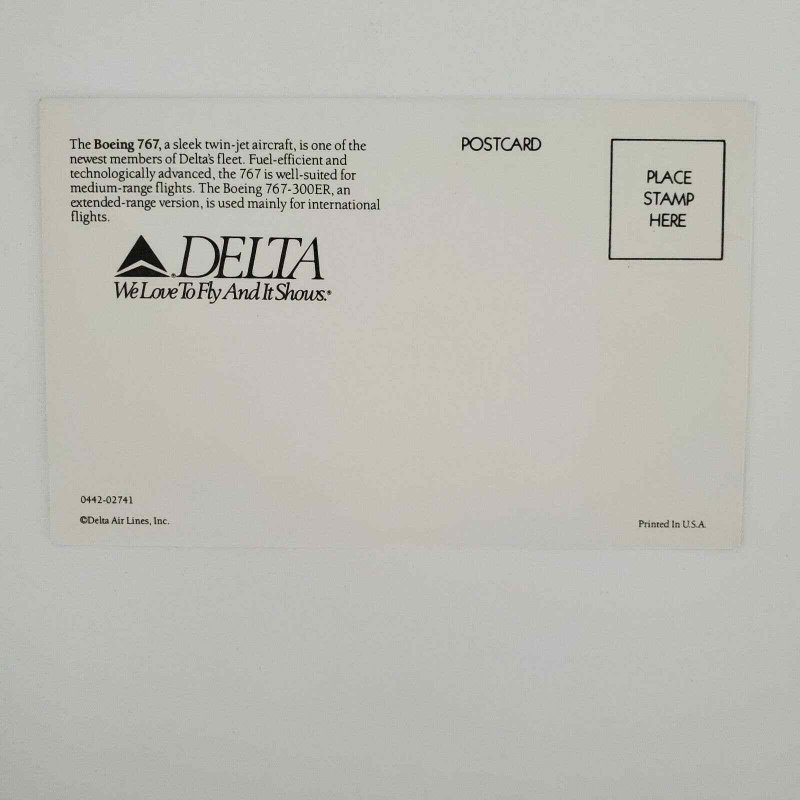 The Boeing 767, a sleek twin-jet aircraft, is one of the
newest members of Delta's fleet. Fuel-efficient and
technologically advanced, the 767 is well-suited for
medium-range flights. The Boeing 767-300ER, an
extended-range version, is used mainly for international
flights.
DELTA
We Love To Fly And It Shows.®
POSTCARD
PLACE
STAMP
HERE
0442-02741
©Delta Air Lines, Inc.
Printed In U.S.A.